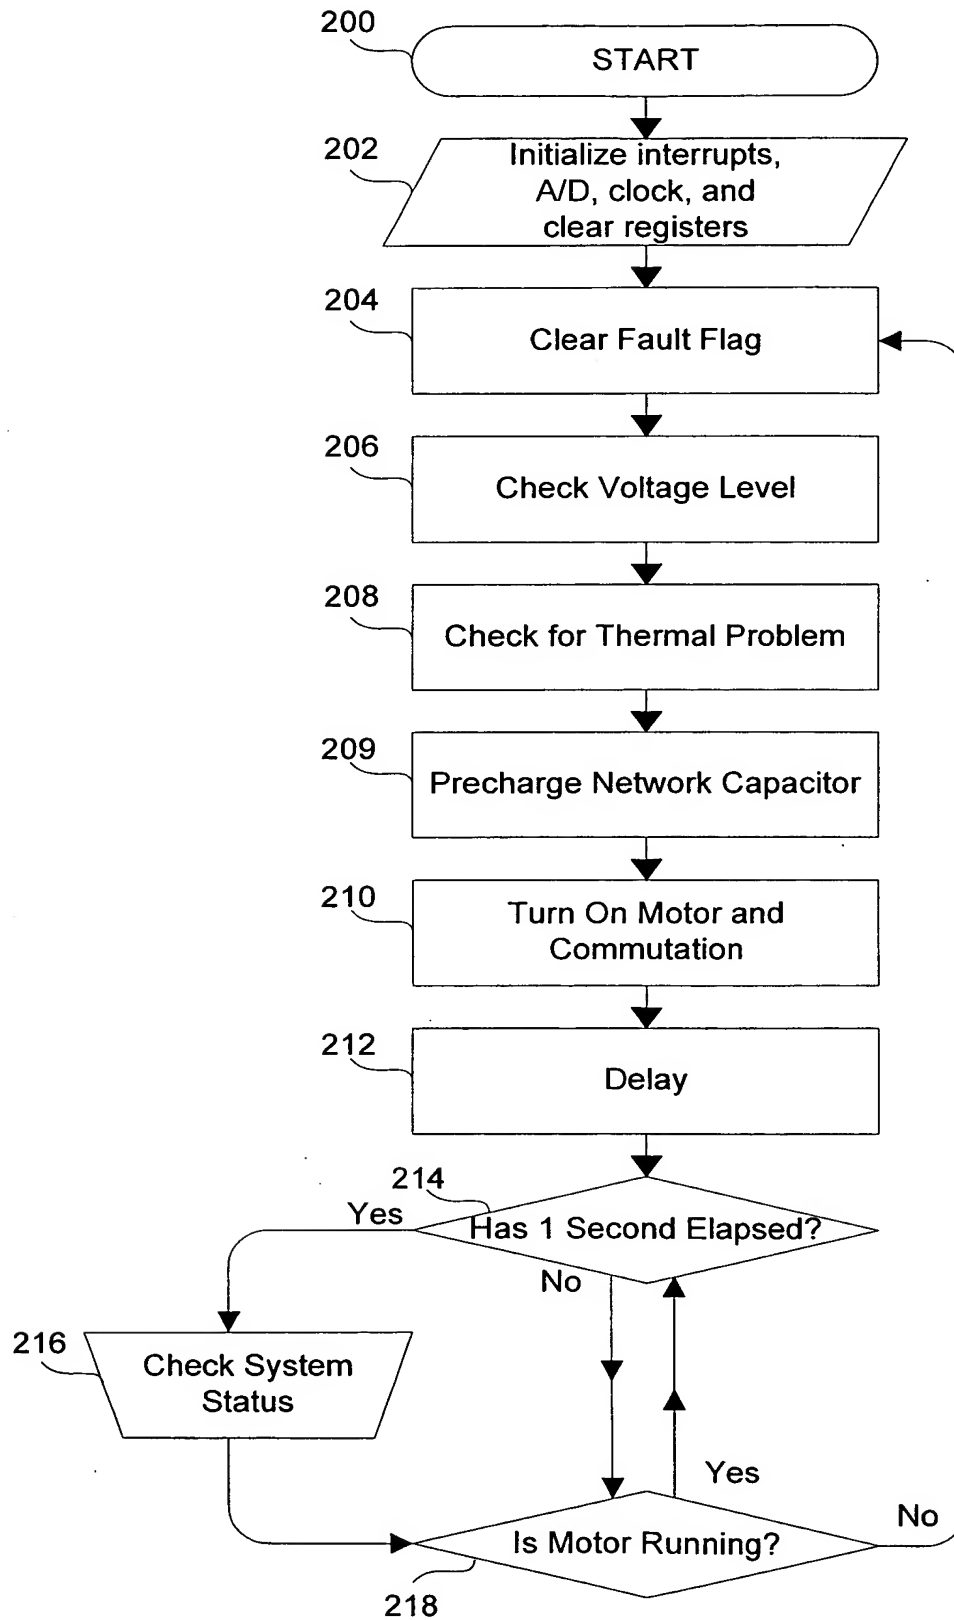 200
START
202
Initialize interrupts,
A/D, clock, and
clear registers
204
Clear Fault Flag
206
Check Voltage Level
208
Check for Thermal Problem
209
Precharge Network Capacitor
210
Turn On Motor and
Commutation
212
Delay
214
Yes
Has 1 Second Elapsed?
No
216
Check System
Status
Yes
No
Is Motor Running?
218